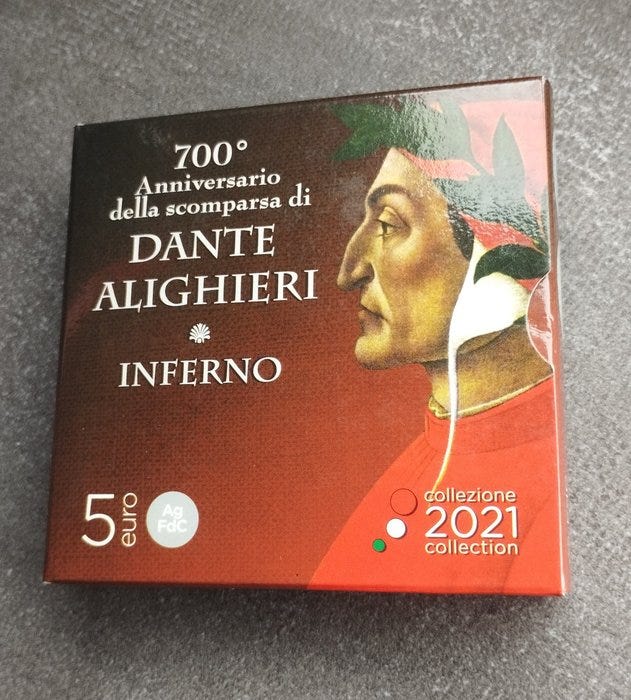 700°
Anniversario
della scomparsa di
DANTE
ALIGHIERI
INFERNO
5 euro
Ag
FdC
collezione
2021
collection